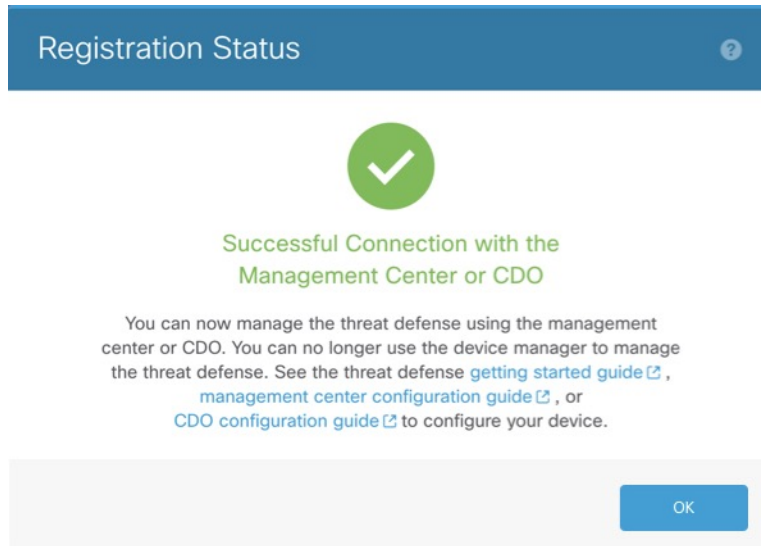 Registration Status
Successful Connection with the
Management Center or CDO
You can now manage the threat defense using the management
center or CDO. You can no longer use the device manager to manage
the threat defense. See the threat defense getting started guide ,
management center configuration guide , or
CDO configuration guide to configure your device.
OK